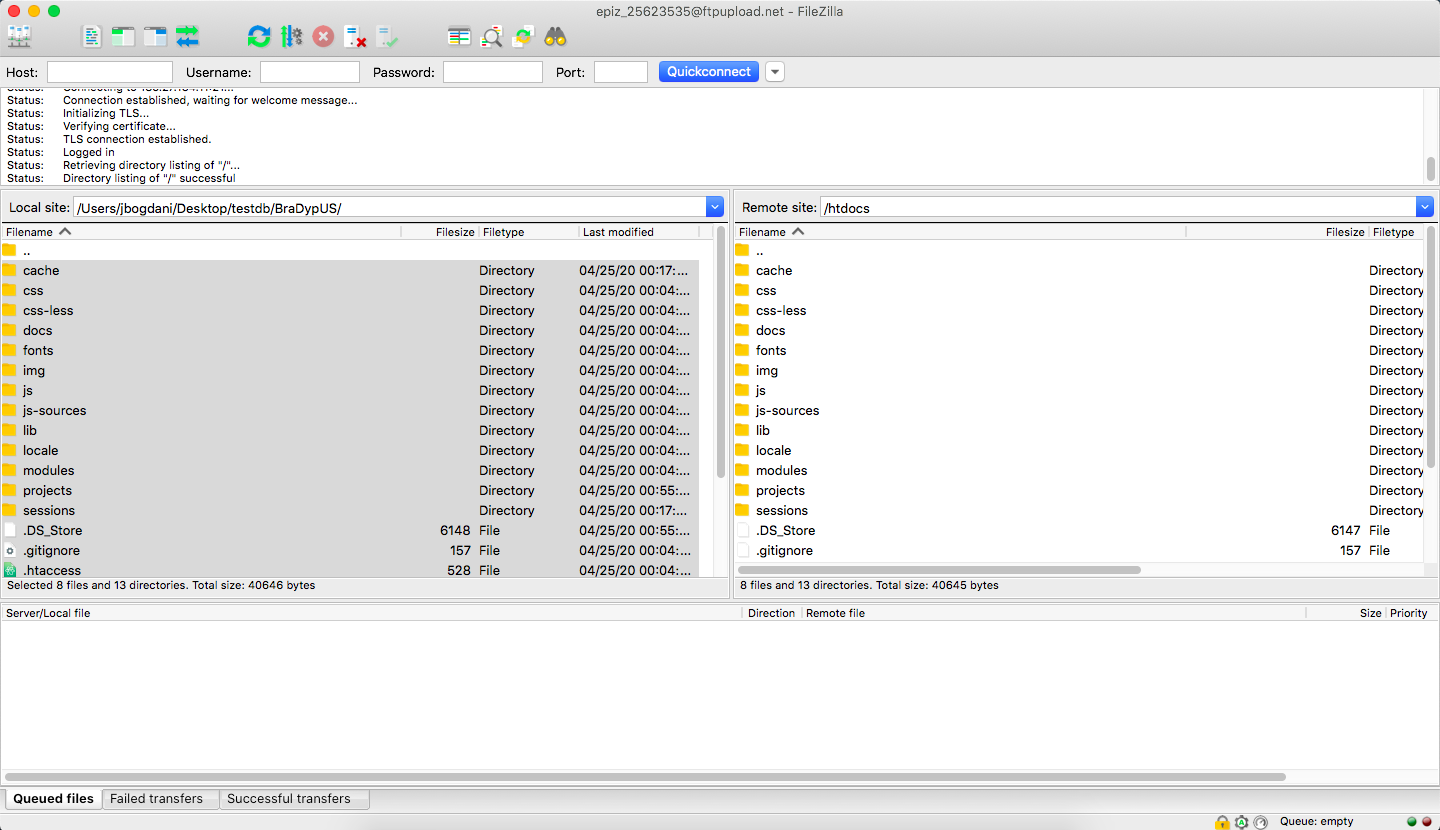 epiz_25623535@ftpupload.net - FileZilla
Host: Username: Password: Port: Quickconnect
Status: Connection established, waiting for welcome message...
Status: Initializing TLS...
Status: Verifying certificate...
Status: TLS connection established.
Status: Logged in
Status: Retrieving directory listing of "/"...
Status: Directory listing of "/" successful
Local site: /Users/jbogdani/Desktop/testdb/BraDypUS/
Filename Filesize Filetype Last modified
..
cache Directory 04/25/20 00:17:...
css Directory 04/25/20 00:04:...
css-less Directory 04/25/20 00:04:...
docs Directory 04/25/20 00:04:...
fonts Directory 04/25/20 00:04:...
img Directory 04/25/20 00:04:...
js Directory 04/25/20 00:04:...
js-sources Directory 04/25/20 00:04:...
lib Directory 04/25/20 00:04:...
locale Directory 04/25/20 00:04:...
modules Directory 04/25/20 00:04:...
projects Directory 04/25/20 00:55:...
sessions Directory 04/25/20 00:17:...
.DS_Store 6148 File 04/25/20 00:55:...
.gitignore 157 File 04/25/20 00:04:...
.htaccess 528 File 04/25/20 00:04:...
Selected 8 files and 13 directories. Total size: 40646 bytes
Remote site: /htdocs
Filename Filesize Filetype
..
cache Directory
css Directory
css-less Directory
docs Directory
fonts Directory
img Directory
js Directory
js-sources Directory
lib Directory
locale Directory
modules Directory
projects Directory
sessions Directory
.DS_Store 6147 File
.gitignore 157 File
8 files and 13 directories. Total size: 40645 bytes
Server/Local file Direction Remote file Size Priority
Queued files Failed transfers Successful transfers
Queue: empty